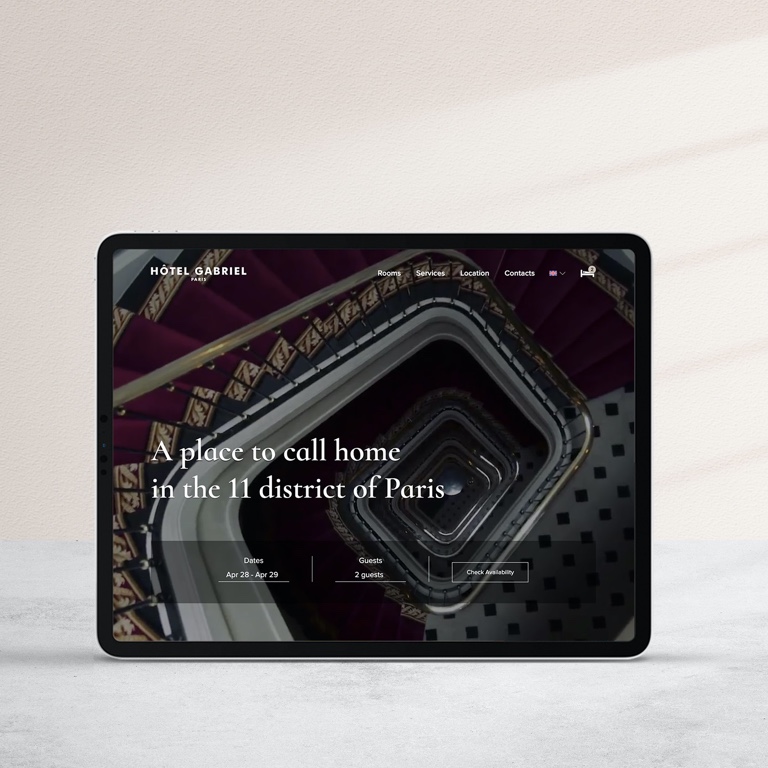 HÔTEL GABRIEL
PARIS
Rooms Services Location Contacts
A place to call home
in the 11 district of Paris
Dates
Apr 28 - Apr 29
Guests
2 guests
Check Availability